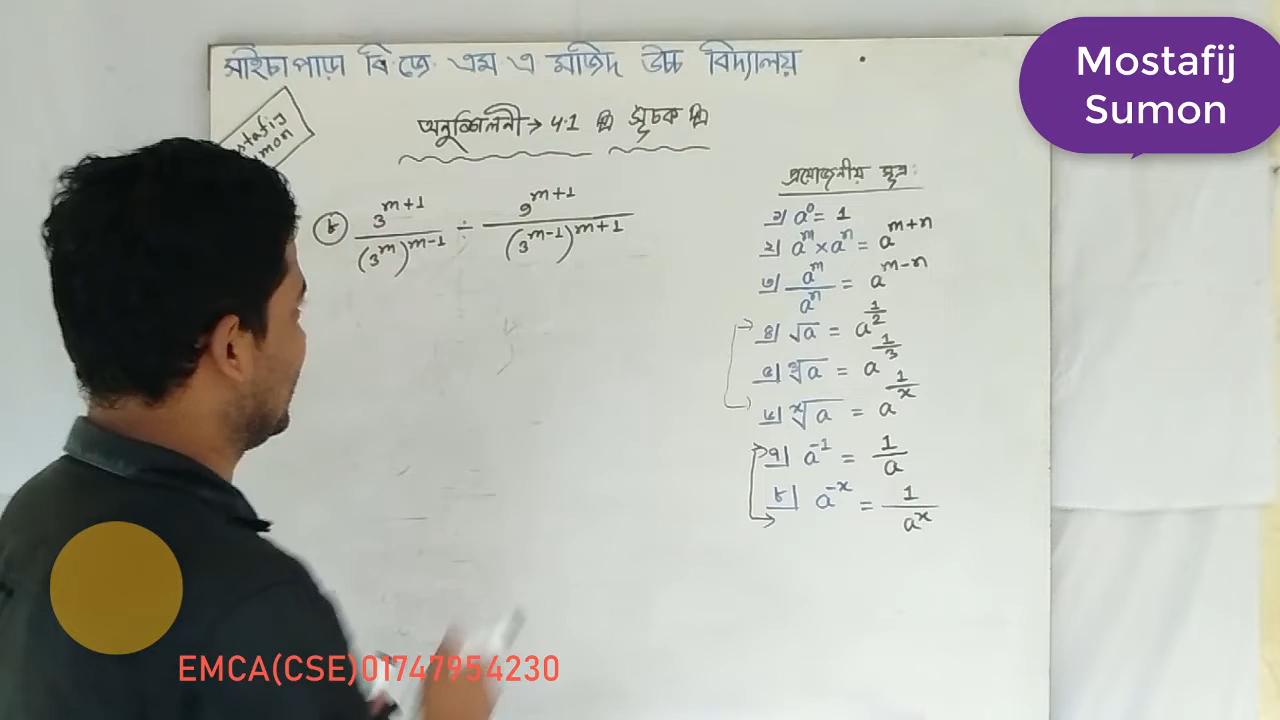 সাইচাপাড়া বি জে এম এ মজিদ উচ্চ বিদ্যালয়
Mostafij
Sumon
tafij
mon
অনুশিলনী → 4.1 সূচক
প্রয়োজনীয় সূত্র:
৮ 3^{m+1}/(3^m)^{m-1} ÷ 9^{m+1}/(3^{m-1})^{m+1}
১| a^0 = 1
২| a^m × a^n = a^{m+n}
৩| a^m/a^n = a^{m-n}
৪| √a = a^{1/2}
৫| ∛a = a^{1/3}
৬| ˣ√a = a^{1/x}
৭| a^{-1} = 1/a
৮| a^{-x} = 1/a^x
EMCA(CSE)01747954230